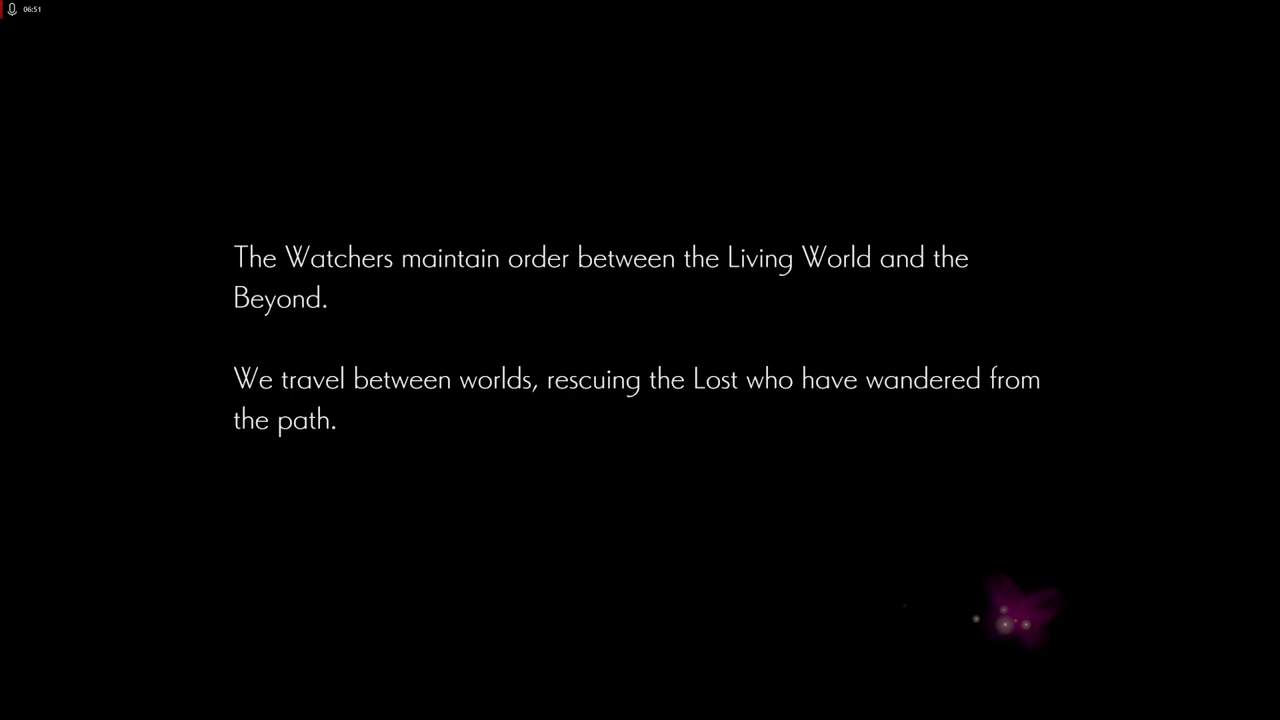 06:51
The Watchers maintain order between the Living World and the
Beyond.
We travel between worlds, rescuing the Lost who have wandered from
the path.